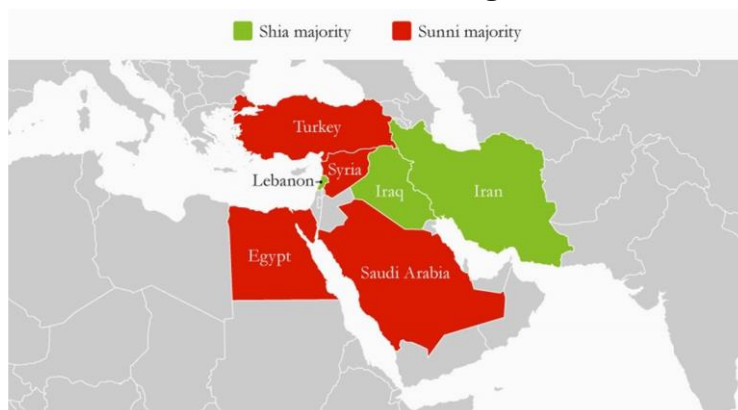 Shia majority
Sunni majority
Turkey
Syria
Lebanon
Iraq
Iran
Egypt
Saudi Arabia